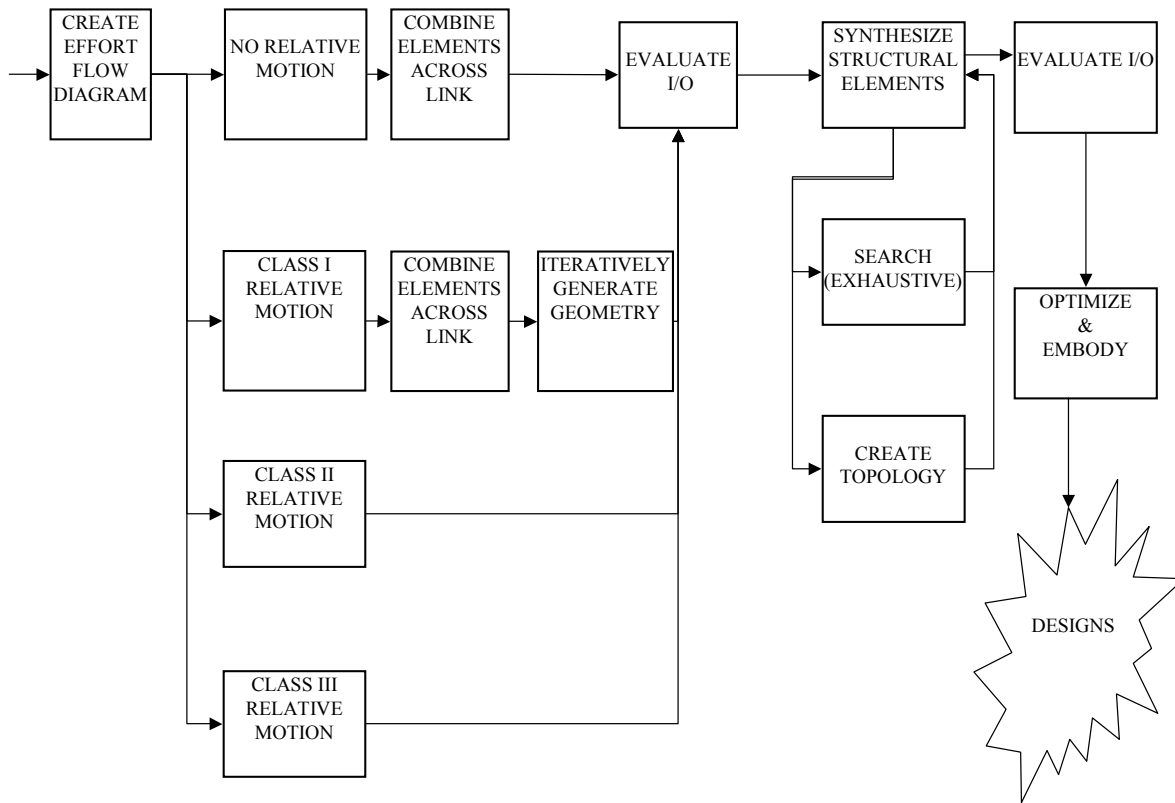 CREATE
EFFORT
FLOW
DIAGRAM
NO RELATIVE
MOTION
COMBINE
ELEMENTS
ACROSS
LINK
EVALUATE
I/O
SYNTHESIZE
STRUCTURAL
ELEMENTS
EVALUATE I/O
CLASS I
RELATIVE
MOTION
COMBINE
ELEMENTS
ACROSS
LINK
ITERATIVELY
GENERATE
GEOMETRY
SEARCH
(EXHAUSTIVE)
OPTIMIZE
&
EMBODY
CLASS II
RELATIVE
MOTION
CREATE
TOPOLOGY
CLASS III
RELATIVE
MOTION
DESIGNS